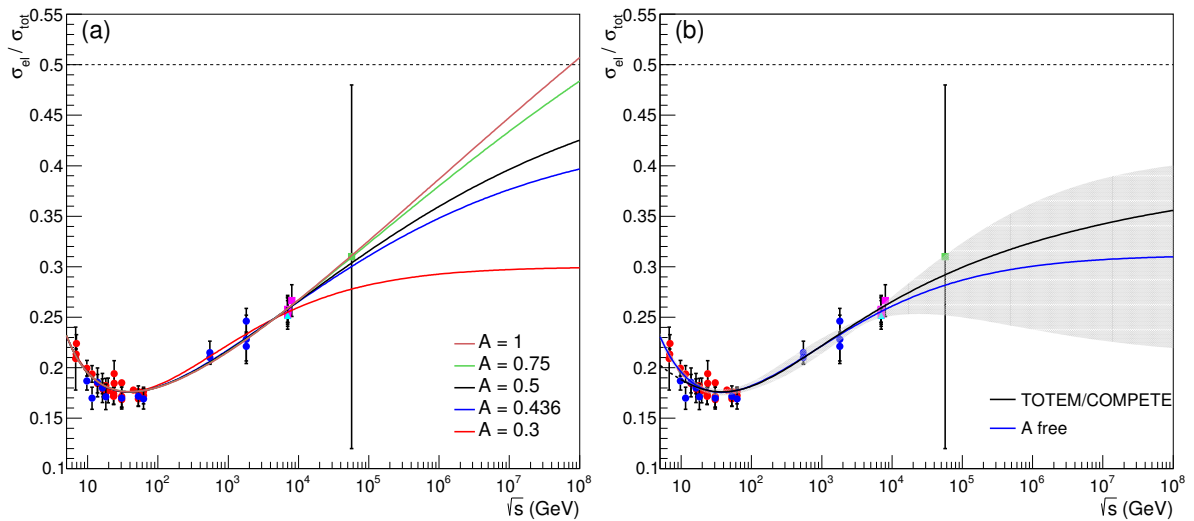 (a)
σel / σtot
0.55
0.5
0.45
0.4
0.35
0.3
0.25
0.2
0.15
0.1
A = 1
A = 0.75
A = 0.5
A = 0.436
A = 0.3
10 10² 10³ 10⁴ 10⁵ 10⁶ 10⁷ 10⁸
√s (GeV)
(b)
σel / σtot
0.55
0.5
0.45
0.4
0.35
0.3
0.25
0.2
0.15
0.1
TOTEM/COMPETE
A free
10 10² 10³ 10⁴ 10⁵ 10⁶ 10⁷ 10⁸
√s (GeV)